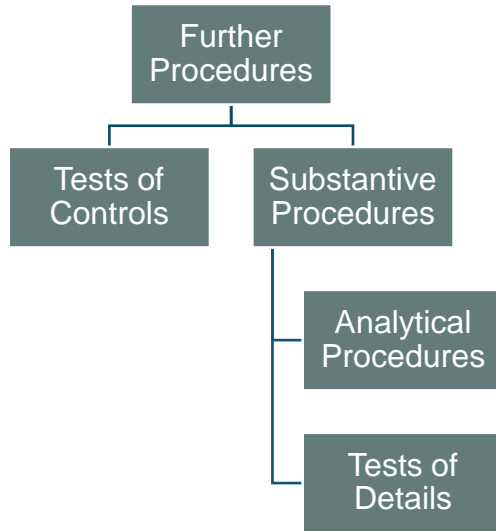 Further
Procedures
Tests of
Controls
Substantive
Procedures
Analytical
Procedures
Tests of
Details